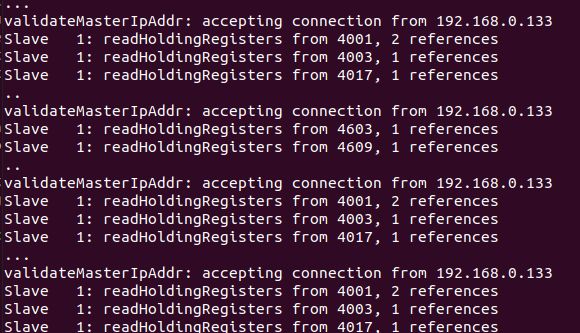 ...
validateMasterIpAddr: accepting connection from 192.168.0.133
Slave   1: readHoldingRegisters from 4001, 2 references
Slave   1: readHoldingRegisters from 4003, 1 references
Slave   1: readHoldingRegisters from 4017, 1 references
..
validateMasterIpAddr: accepting connection from 192.168.0.133
Slave   1: readHoldingRegisters from 4603, 1 references
Slave   1: readHoldingRegisters from 4609, 1 references
..
validateMasterIpAddr: accepting connection from 192.168.0.133
Slave   1: readHoldingRegisters from 4001, 2 references
Slave   1: readHoldingRegisters from 4003, 1 references
Slave   1: readHoldingRegisters from 4017, 1 references
...
validateMasterIpAddr: accepting connection from 192.168.0.133
Slave   1: readHoldingRegisters from 4001, 2 references
Slave   1: readHoldingRegisters from 4003, 1 references
Slave   1: readHoldingRegisters from 4017, 1 references